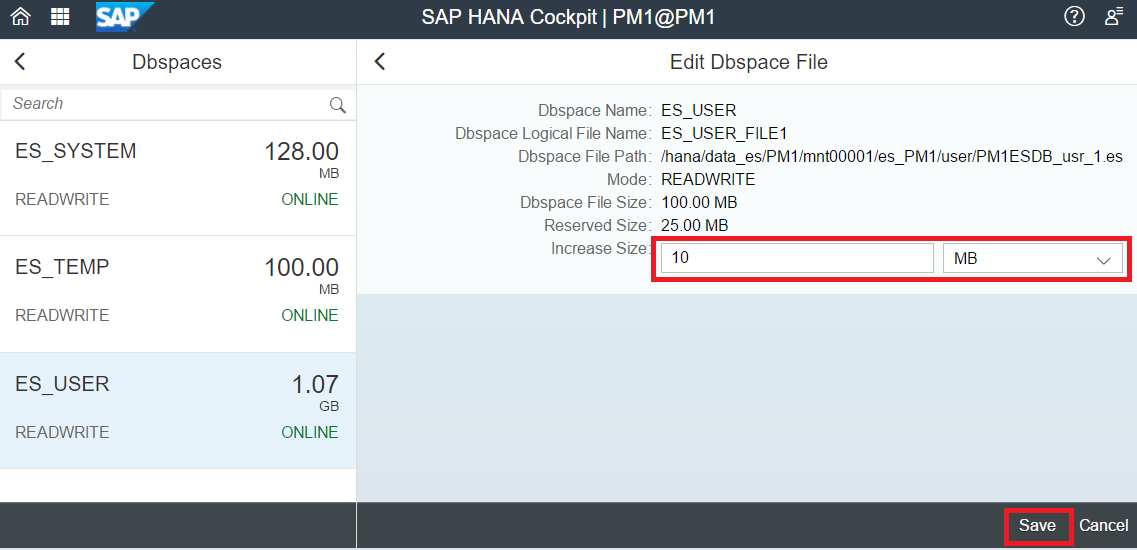 SAP
SAP HANA Cockpit | PM1@PM1
Dbspaces
Search
ES_SYSTEM
128.00
MB
READWRITE
ONLINE
ES_TEMP
100.00
MB
READWRITE
ONLINE
ES_USER
1.07
GB
READWRITE
ONLINE
Edit Dbspace File
Dbspace Name: ES_USER
Dbspace Logical File Name: ES_USER_FILE1
Dbspace File Path: /hana/data_es/PM1/mnt00001/es_PM1/user/PM1ESDB_usr_1.es
Mode: READWRITE
Dbspace File Size: 100.00 MB
Reserved Size: 25.00 MB
Increase Size: 10 MB
Save Cancel